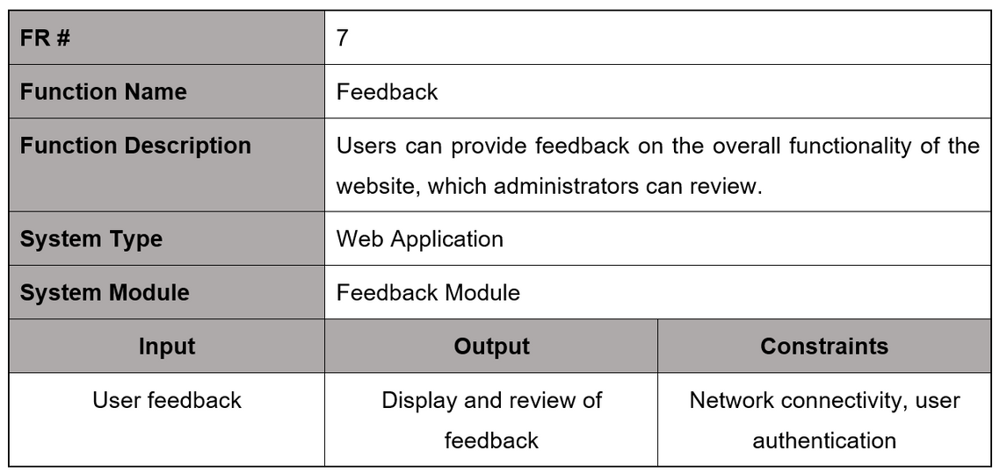 FR #
7
Function Name
Feedback
Function Description
Users can provide feedback on the overall functionality of the
website, which administrators can review.
System Type
Web Application
System Module
Feedback Module
Input
Output
Constraints
User feedback
Display and review of
feedback
Network connectivity, user
authentication